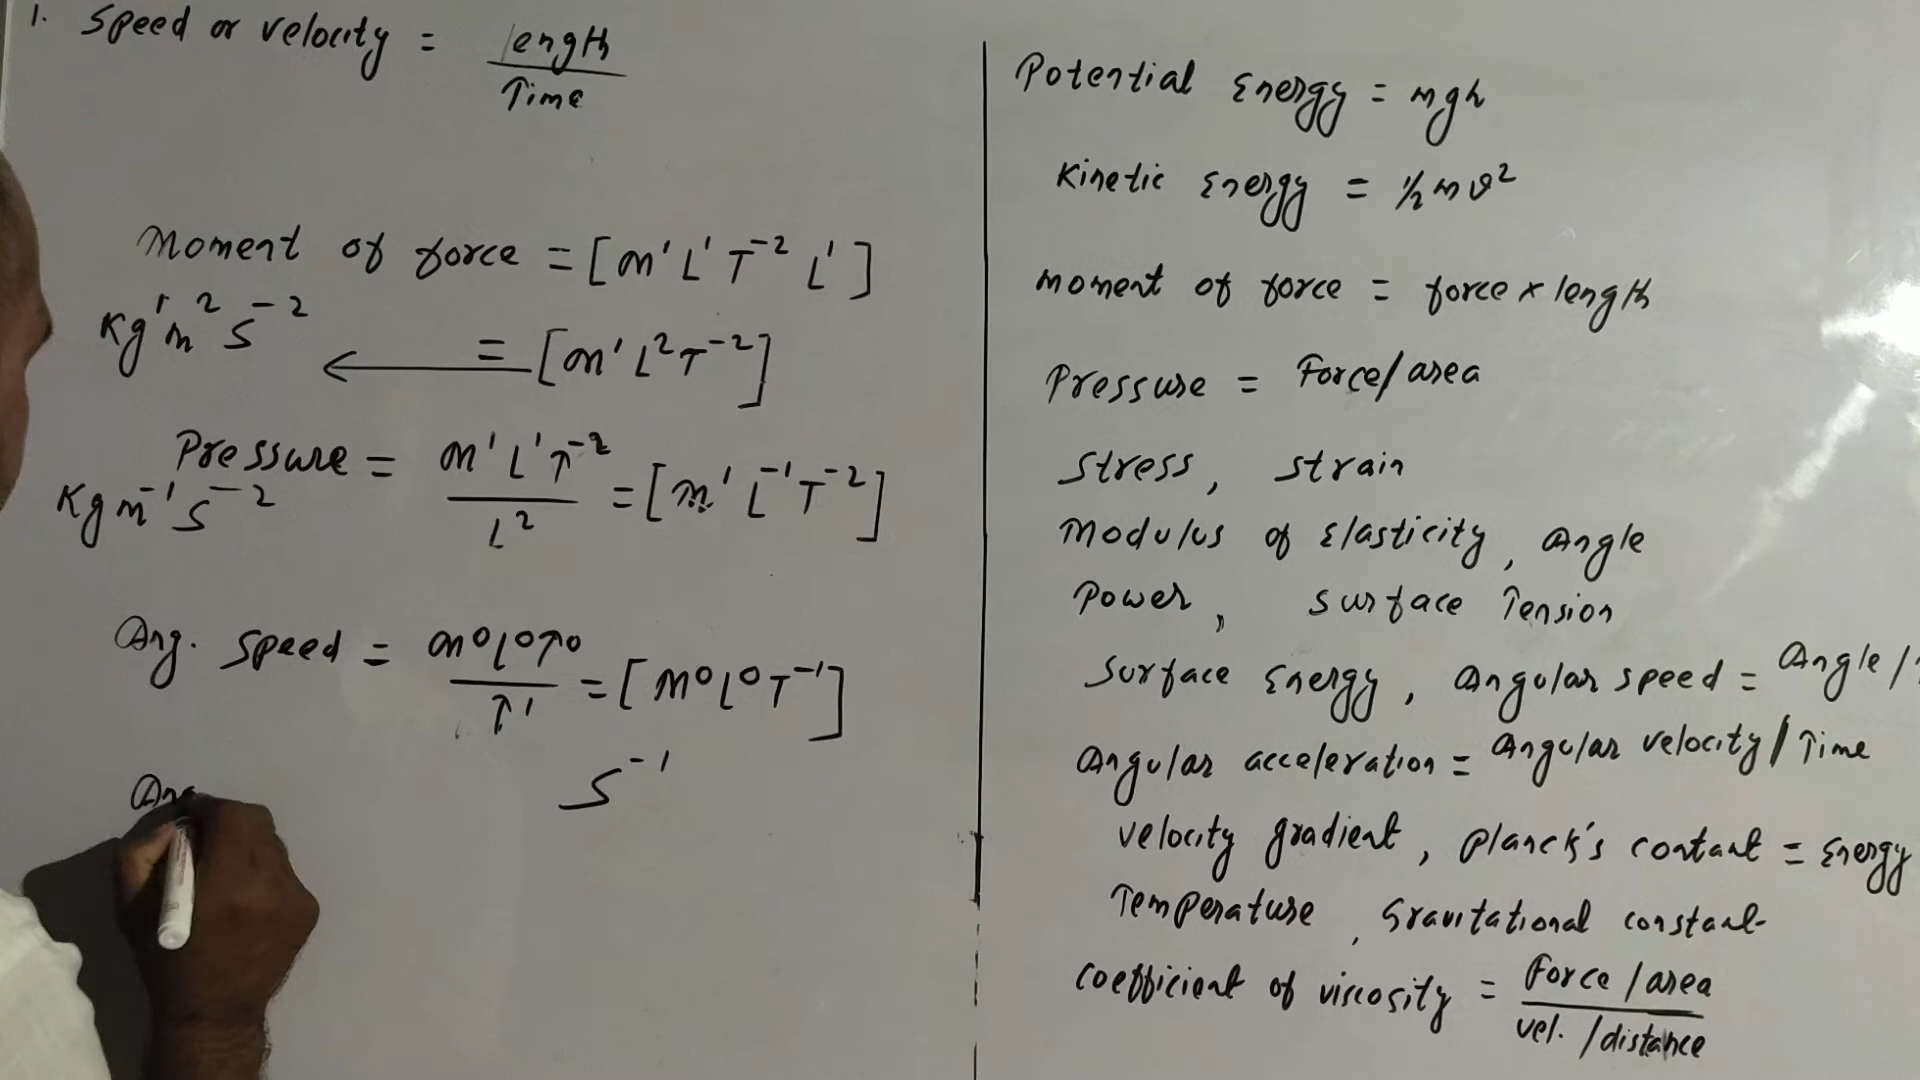 1. Speed or velocity = length
Time
Moment of force = [M¹ L¹ T⁻² L¹]
Kg¹ m² s⁻²
= [M¹ L² T⁻²]
Pressure = M¹ L¹ T⁻² / L² = [M¹ L⁻¹ T⁻²]
Kg m⁻¹ s⁻²
Ang. Speed = M⁰L⁰T⁰ / T¹ = [M⁰ L⁰ T⁻¹]
S⁻¹
Ang
Potential Energy = mgh
Kinetic Energy = ½ m v²
moment of force = force × length
Pressure = Force/area
Stress, Strain
Modulus of Elasticity, Angle
Power, Surface Tension
Surface Energy, Angular speed = Angle /
Angular acceleration = Angular velocity / Time
velocity gradient, Planck's contant = Energy
Temperature, Gravitational constant
Coefficient of viscosity = Force / area
vel. / distance